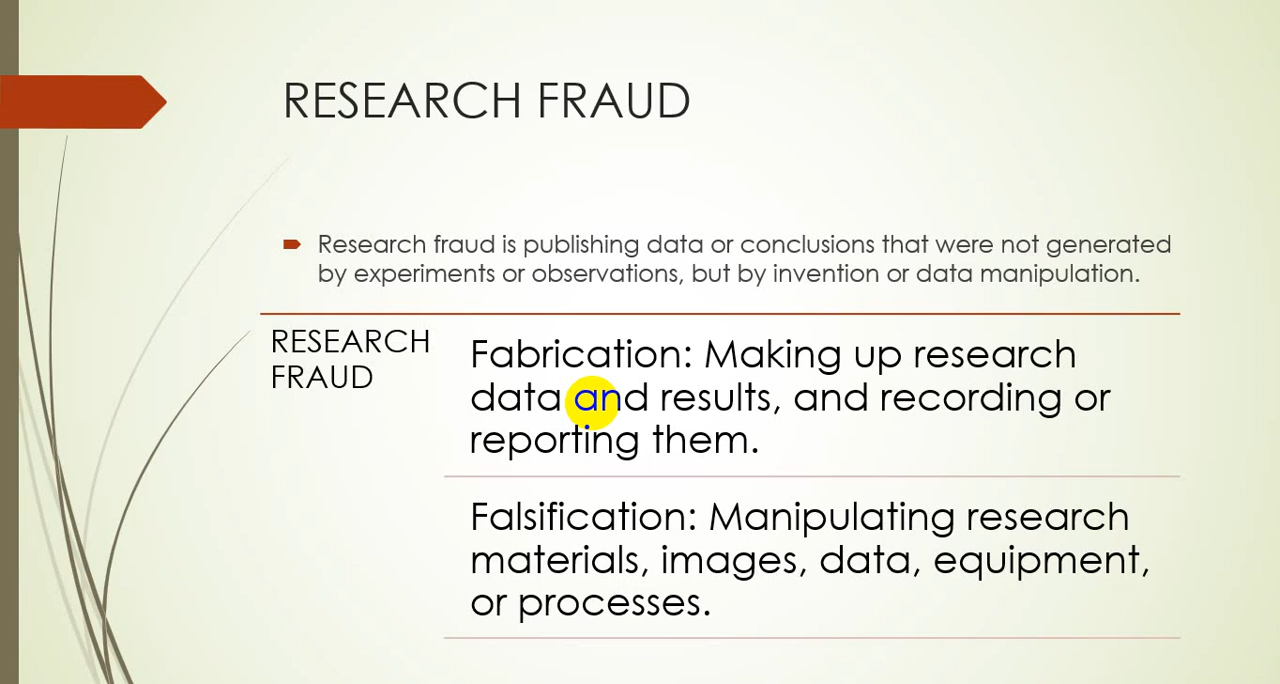 RESEARCH FRAUD
Research fraud is publishing data or conclusions that were not generated
by experiments or observations, but by invention or data manipulation.
RESEARCH
FRAUD
Fabrication: Making up research
data and results, and recording or
reporting them.
Falsification: Manipulating research
materials, images, data, equipment,
or processes.